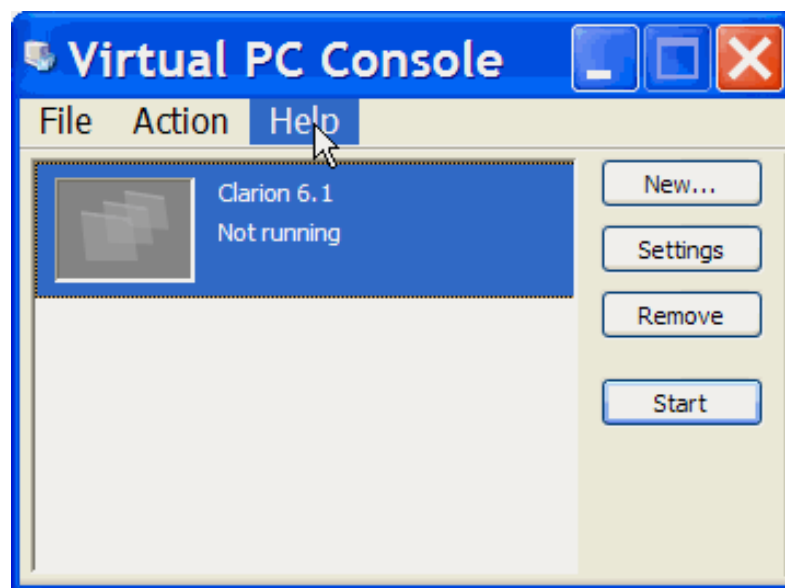 Virtual PC Console
File Action Help
Clarion 6.1
Not running
New...
Settings
Remove
Start